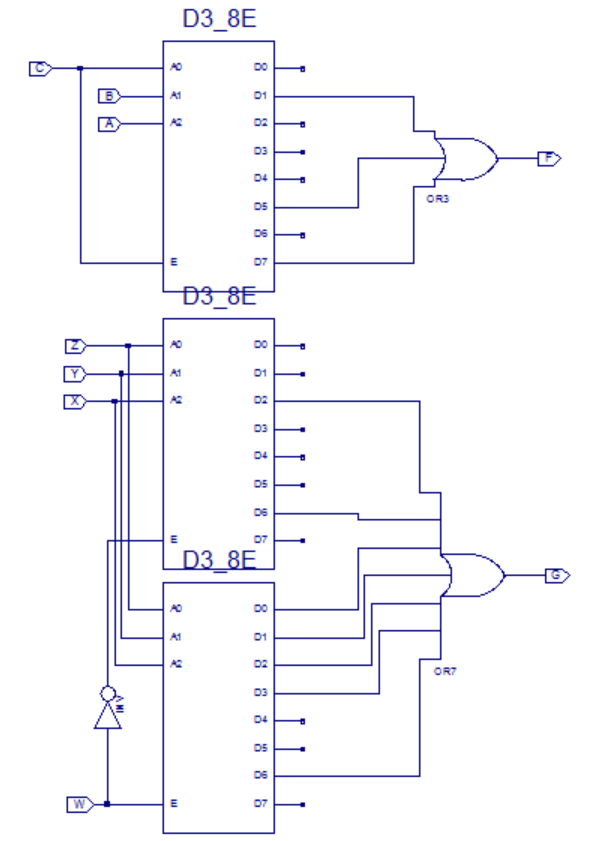 D3_8E
C A0 D0
B A1 D1
A A2 D2
D3
D4
D5
D6
E D7
F
OR3
D3_8E
Z A0 D0
Y A1 D1
X A2 D2
D3
D4
D5
D6
E D7
D3_8E
A0 D0
A1 D1
A2 D2
D3
D4
D5
D6
W E D7
G
OR7
INV